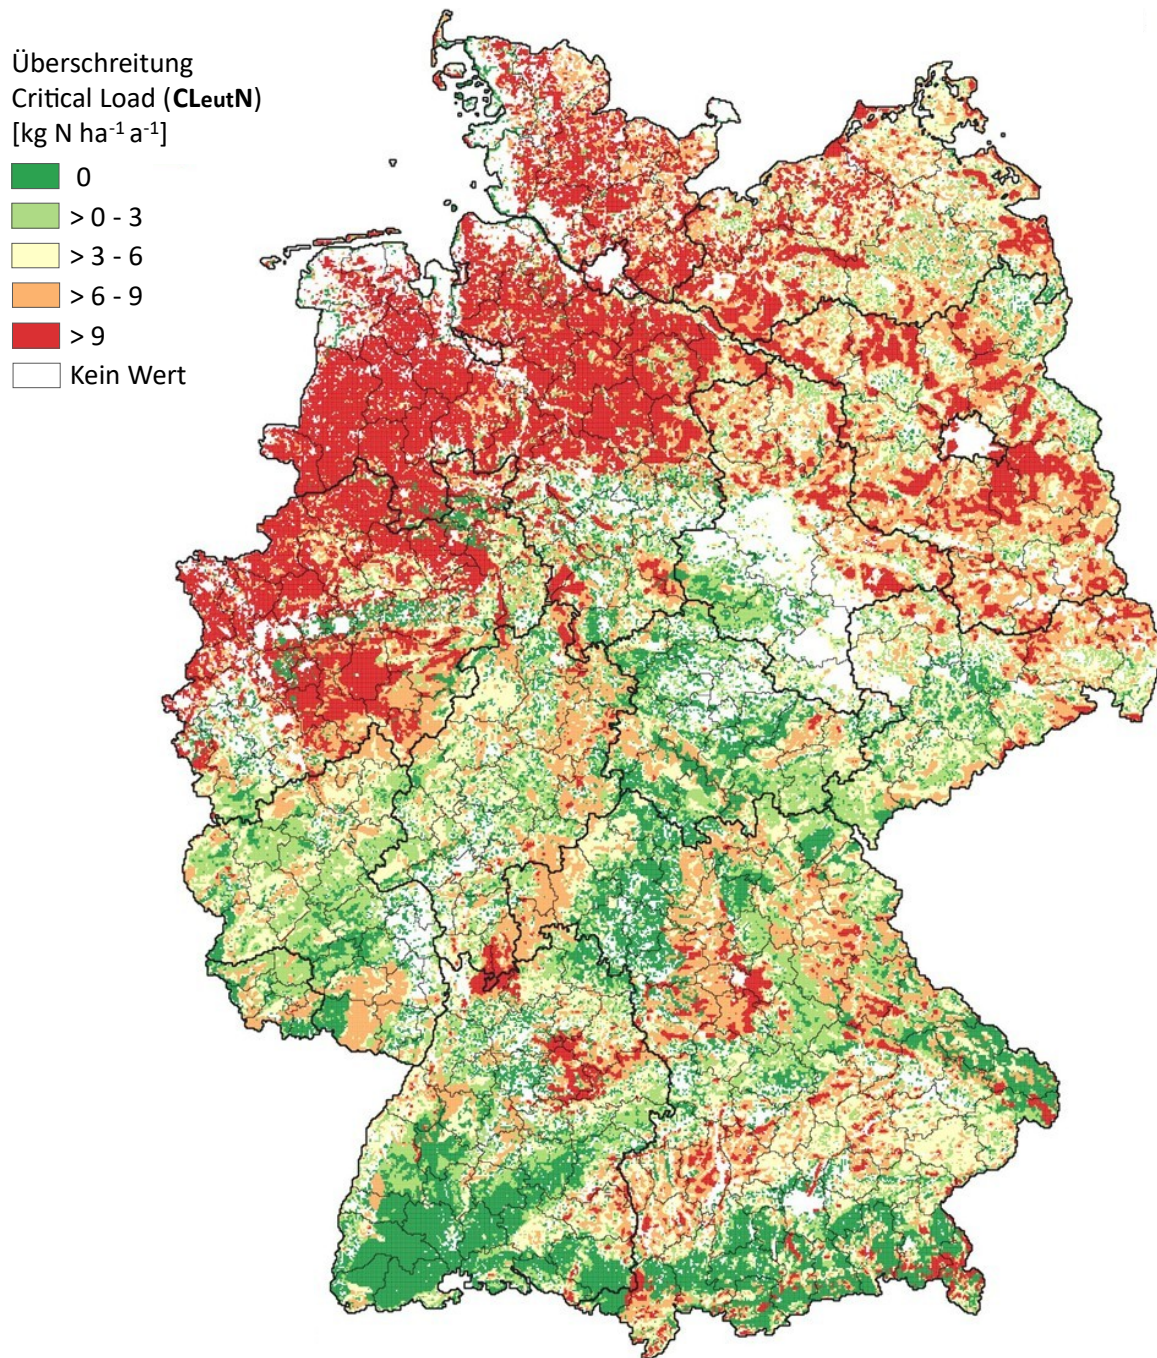 Überschreitung
Critical Load (CLeutN)
[kg N ha⁻¹ a⁻¹]
0
> 0 - 3
> 3 - 6
> 6 - 9
> 9
Kein Wert